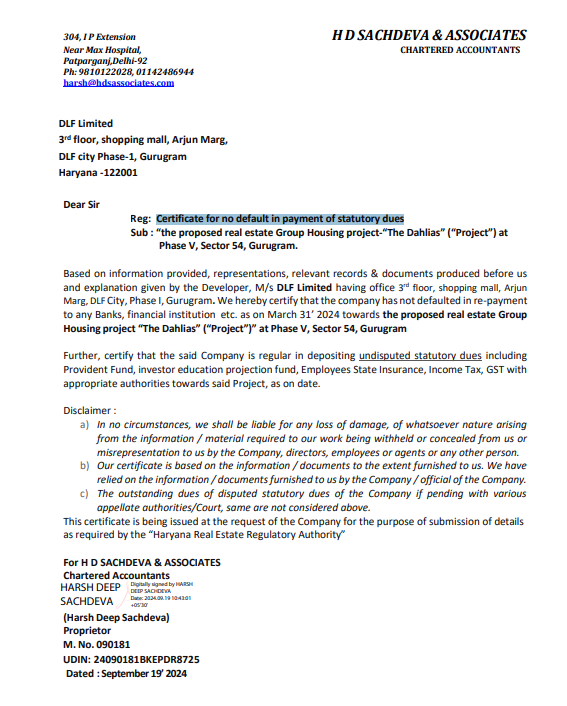 304, I P Extension
Near Max Hospital,
Patparganj,Delhi-92
Ph: 9810122028, 01142486944
harsh@hdsassociates.com
H D SACHDEVA & ASSOCIATES
CHARTERED ACCOUNTANTS
DLF Limited
3rd floor, shopping mall, Arjun Marg,
DLF city Phase-1, Gurugram
Haryana -122001
Dear Sir
Reg: Certificate for no default in payment of statutory dues
Sub : “the proposed real estate Group Housing project-“The Dahlias” (“Project”) at
Phase V, Sector 54, Gurugram.
Based on information provided, representations, relevant records & documents produced before us
and explanation given by the Developer, M/s DLF Limited having office 3rd floor, shopping mall, Arjun
Marg, DLF City, Phase I, Gurugram. We hereby certify that the company has not defaulted in re-payment
to any Banks, financial institution etc. as on March 31’ 2024 towards the proposed real estate Group
Housing project “The Dahlias” (“Project)” at Phase V, Sector 54, Gurugram
Further, certify that the said Company is regular in depositing undisputed statutory dues including
Provident Fund, investor education projection fund, Employees State Insurance, Income Tax, GST with
appropriate authorities towards said Project, as on date.
Disclaimer :
a) In no circumstances, we shall be liable for any loss of damage, of whatsoever nature arising
from the information / material required to our work being withheld or concealed from us or
misrepresentation to us by the Company, directors, employees or agents or any other person.
b) Our certificate is based on the information / documents to the extent furnished to us. We have
relied on the information / documents furnished to us by the Company / official of the Company.
c) The outstanding dues of disputed statutory dues of the Company if pending with various
appellate authorities/Court, same are not considered above.
This certificate is being issued at the request of the Company for the purpose of submission of details
as required by the “Haryana Real Estate Regulatory Authority”
For H D SACHDEVA & ASSOCIATES
Chartered Accountants
HARSH DEEP
SACHDEVA
Digitally signed by HARSH
DEEP SACHDEVA
Date: 2024.09.19 10:43:01
+05'30'
(Harsh Deep Sachdeva)
Proprietor
M. No. 090181
UDIN: 24090181BKEPDR8725
Dated : September 19’ 2024